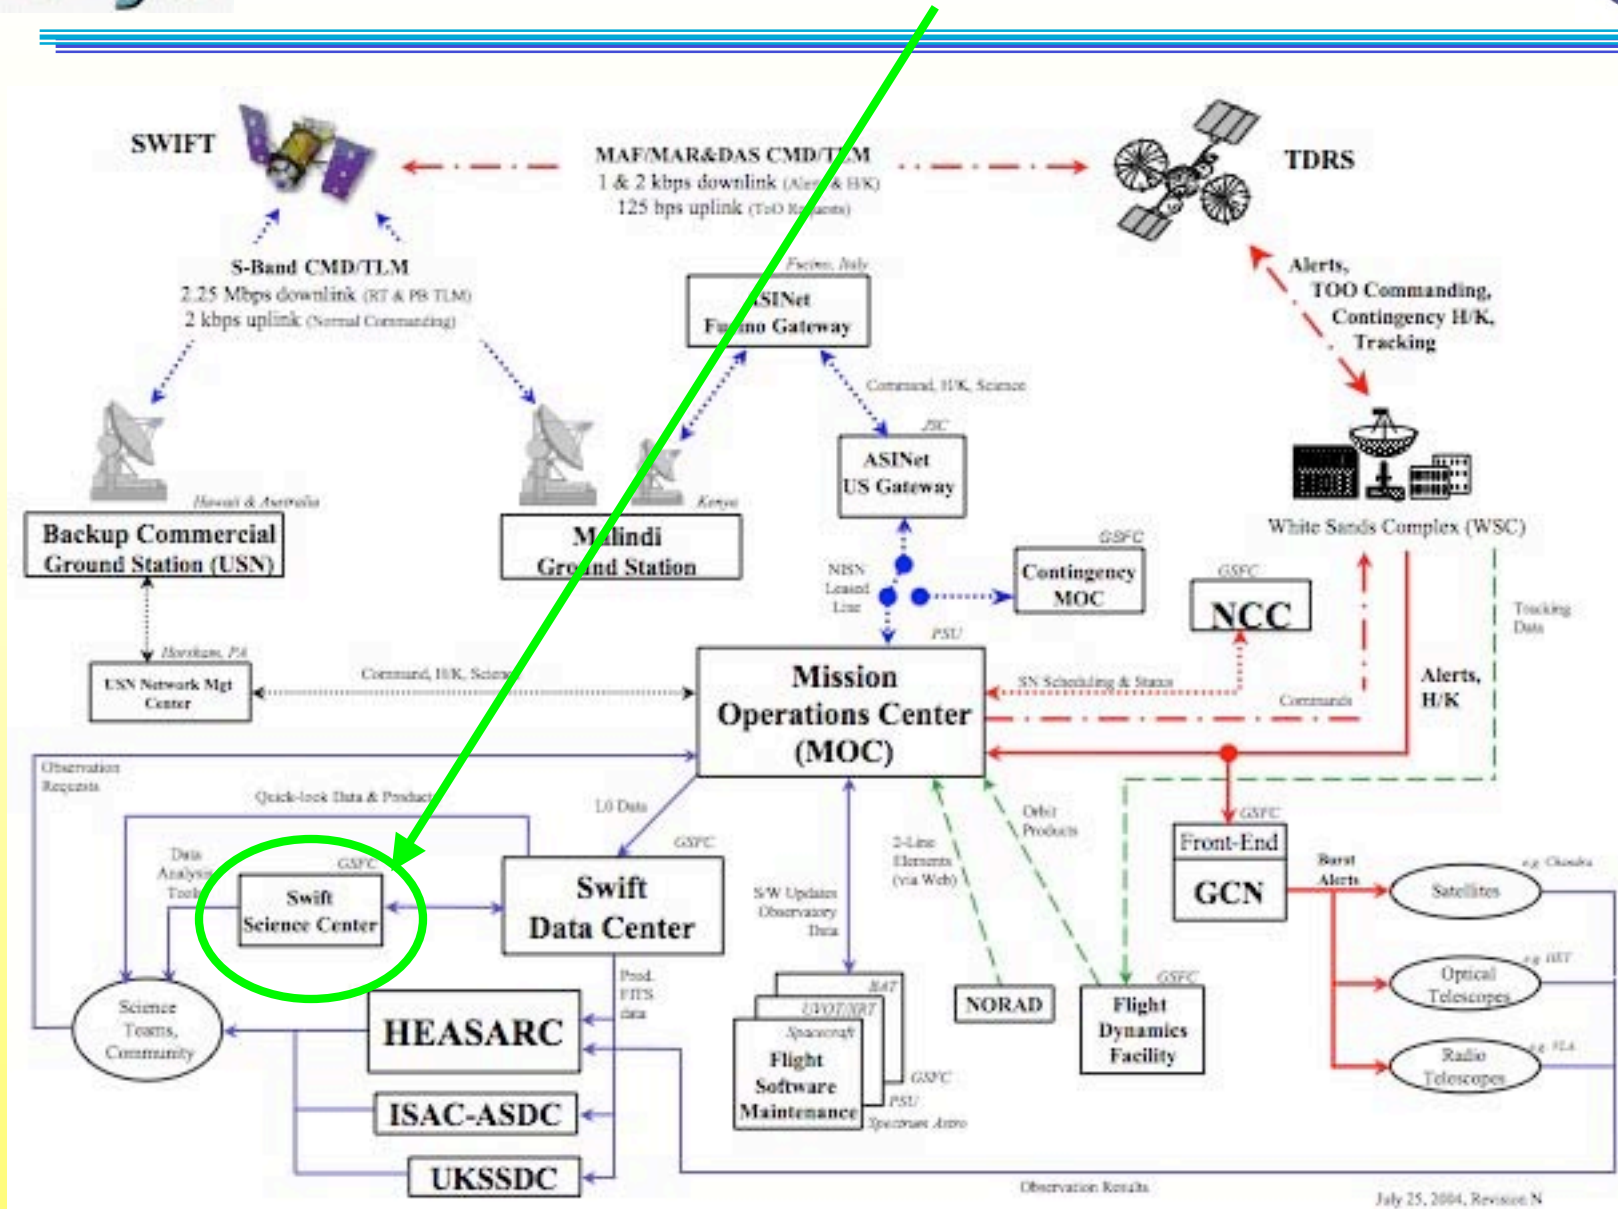 SWIFT
MAF/MAR&DAS CMD/TLM
1 & 2 kbps downlink (Alerts & H/K)
125 bps uplink (ToO Requests)
TDRS
S-Band CMD/TLM
2.25 Mbps downlink (RT & PB TLM)
2 kbps uplink (Normal Commanding)
Fucino, Italy
ASINet
Fucino Gateway
Alerts,
TOO Commanding,
Contingency H/K,
Tracking
Command, H/K, Science
JSC
ASINet
US Gateway
Hawaii & Australia
Backup Commercial
Ground Station (USN)
Kenya
Malindi
Ground Station
White Sands Complex (WSC)
NISN
Leased
Line
GSFC
Contingency
MOC
GSFC
NCC
Tracking
Data
Horsham, PA
USN Network Mgt
Center
Command, H/K, Science
PSU
Mission
Operations Center
(MOC)
SN Scheduling & Status
Commands
Alerts,
H/K
Observation
Requests
Quick-look Data & Products
L0 Data
Data
Analysis
Tools
GSFC
Swift
Science Center
GSFC
Swift
Data Center
S/W Updates
Observatory
Data
2-Line
Elements
(via Web)
Orbit
Products
GSFC
Front-End
GCN
Burst
Alerts
e.g. Chandra
Satellites
e.g. HET
Optical
Telescopes
e.g. VLA
Radio
Telescopes
Science
Teams,
Community
Prod.
FITS
data
HEASARC
ISAC-ASDC
UKSSDC
BAT
UVOT/XRT
Spacecraft
Flight
Software
Maintenance
GSFC
PSU
Spectrum Astro
NORAD
GSFC
Flight
Dynamics
Facility
Observation Results
July 25, 2004, Revision N